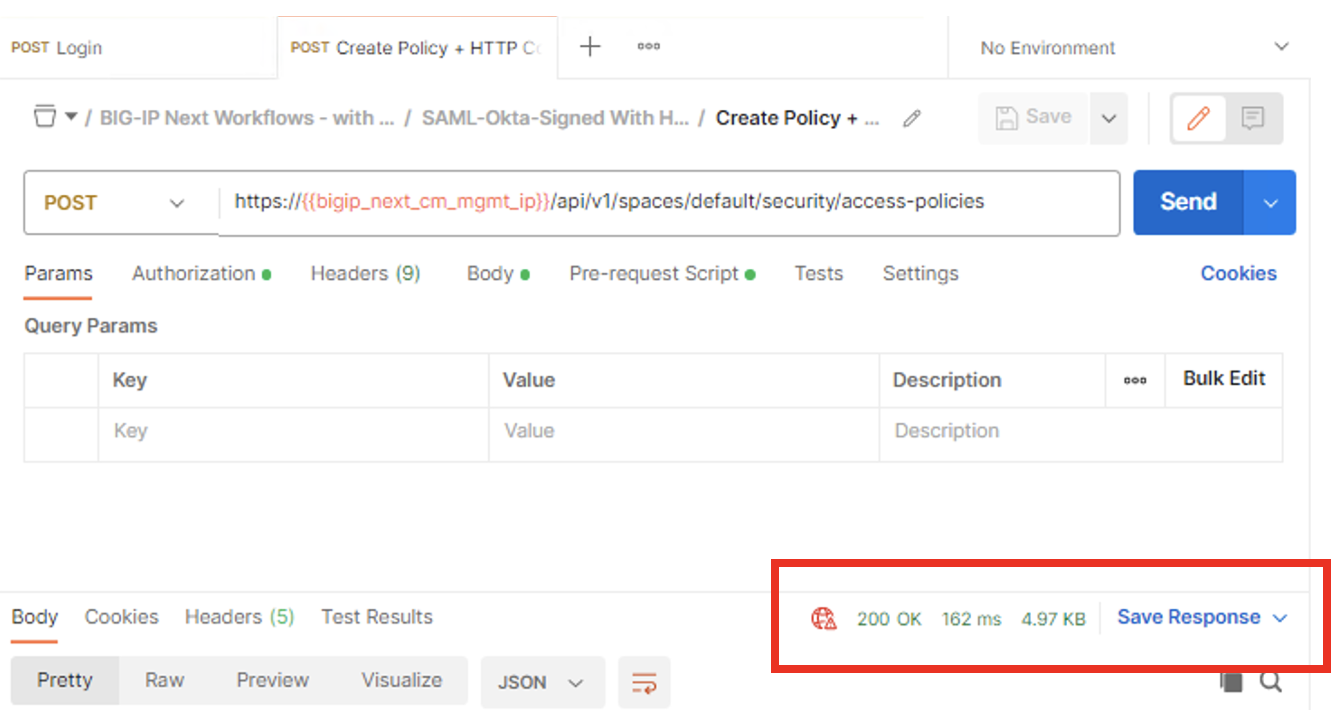 POST Login
POST Create Policy + HTTP Co
No Environment
/ BIG-IP Next Workflows - with ... / SAML-Okta-Signed With H... / Create Policy + ...
Save
POST
https://{{bigip_next_cm_mgmt_ip}}/api/v1/spaces/default/security/access-policies
Send
Params Authorization Headers (9) Body Pre-request Script Tests Settings Cookies
Query Params
Key Value Description Bulk Edit
Key Value Description
Body Cookies Headers (5) Test Results 200 OK 162 ms 4.97 KB Save Response
Pretty Raw Preview Visualize JSON